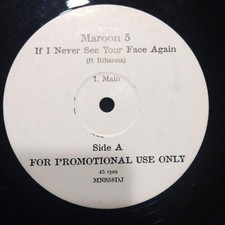 Maroon 5
If I Never See Your Face Again
(ft Rihanna)
1. Main
Side A
FOR PROMOTIONAL USE ONLY
45 rpm
MNS58DJ